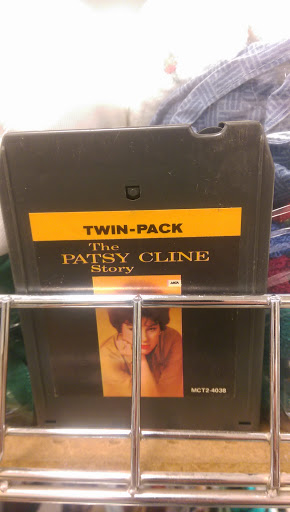 TWIN-PACK
The
PATSY CLINE
Story
MCA
MCT2-4038